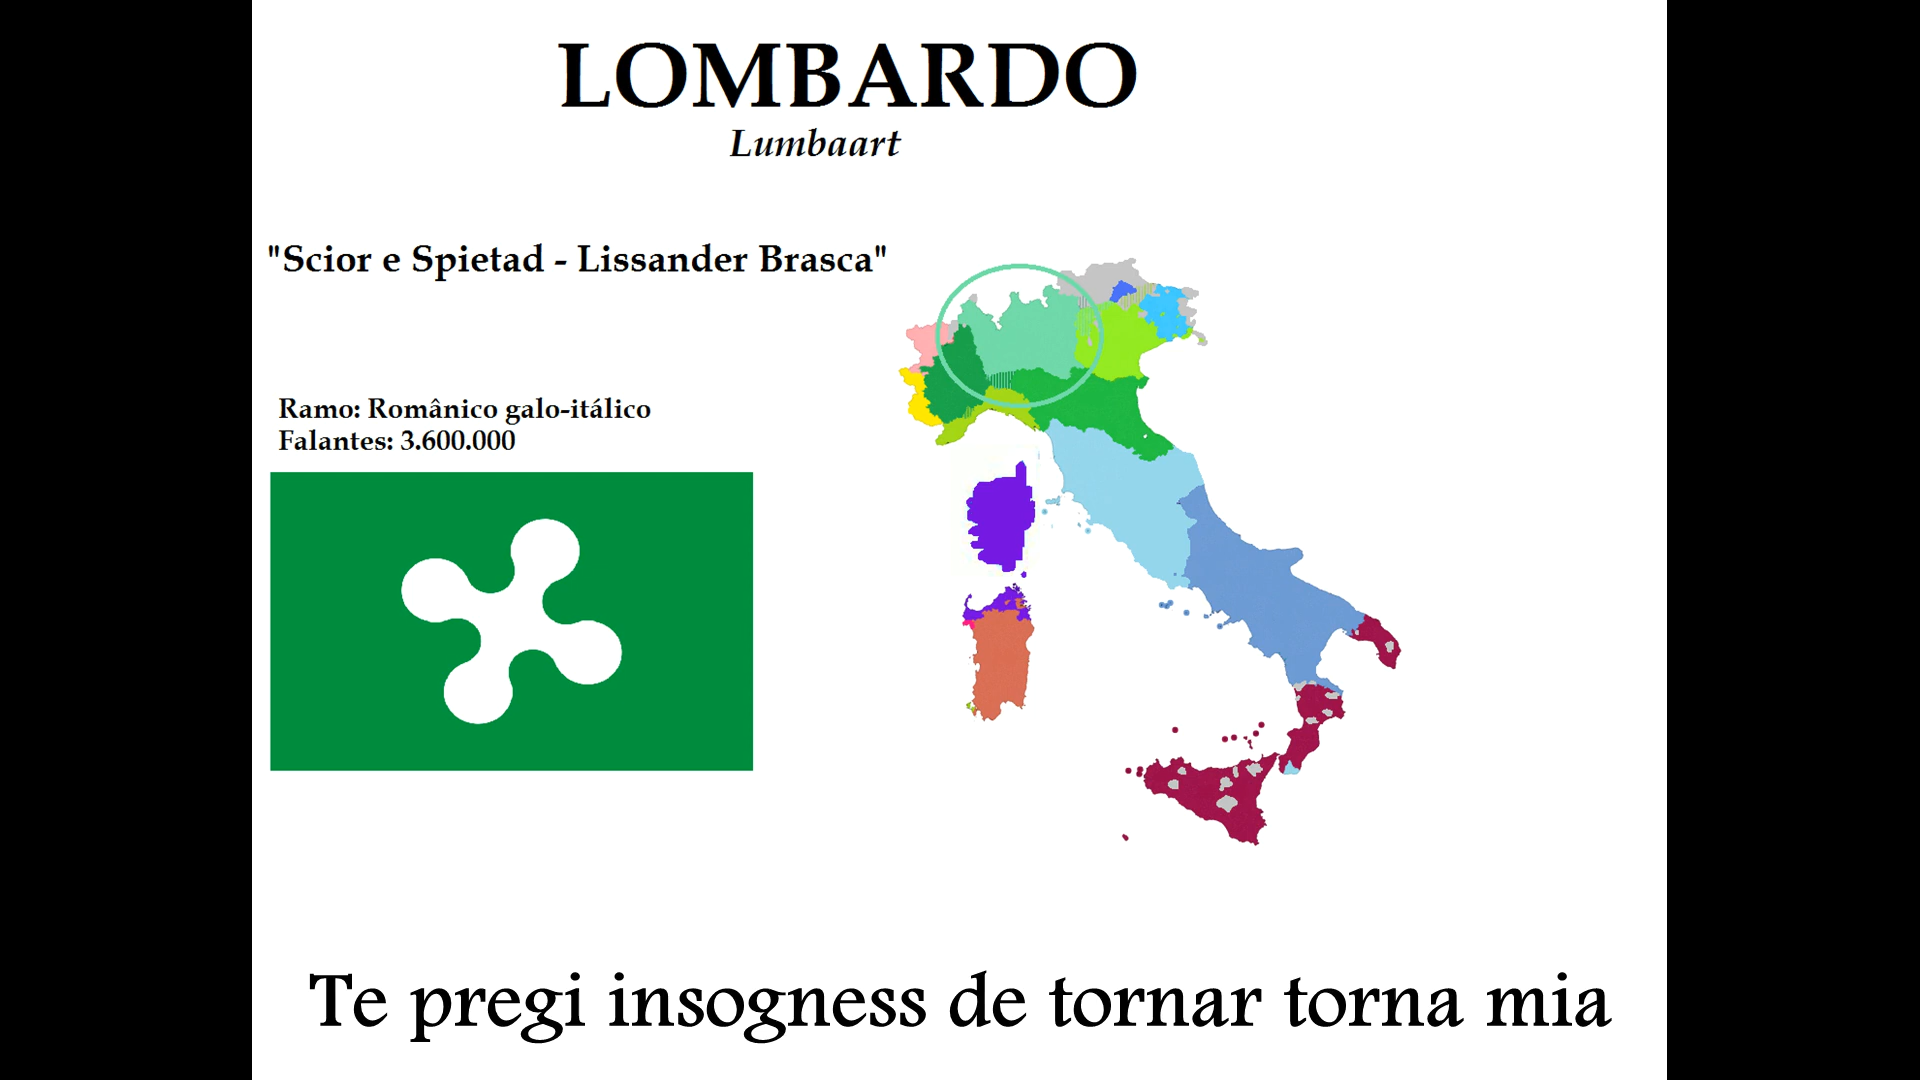 LOMBARDO
Lumbaart
"Scior e Spietad - Lissander Brasca"
Ramo: Românico galo-itálico
Falantes: 3.600.000
Te pregi insogness de tornar torna mia